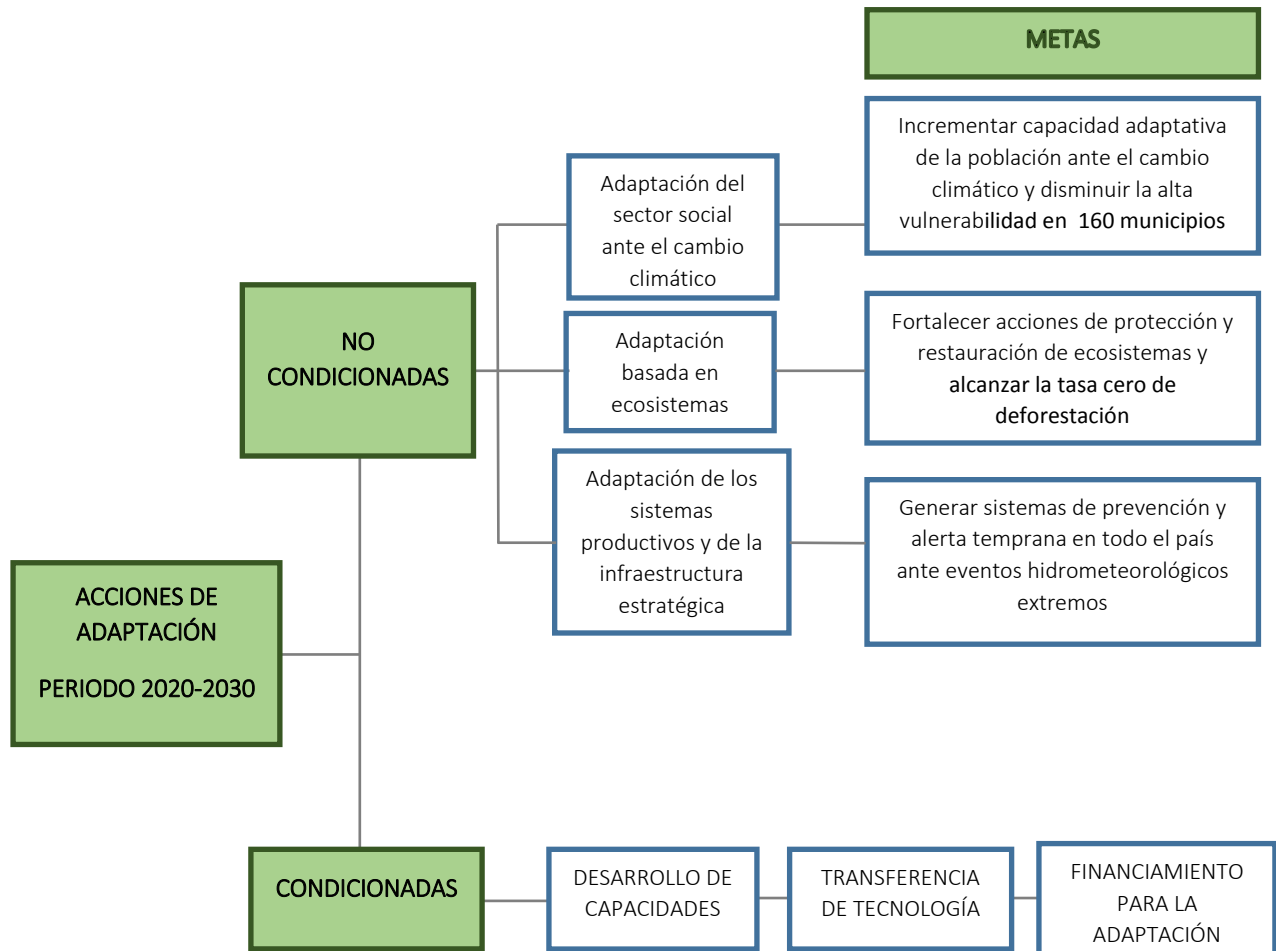 METAS
Incrementar capacidad adaptativa
de la población ante el cambio
climático y disminuir la alta
vulnerabilidad en 160 municipios
Adaptación del
sector social
ante el cambio
climático
NO
CONDICIONADAS
Adaptación
basada en
ecosistemas
Fortalecer acciones de protección y
restauración de ecosistemas y
alcanzar la tasa cero de
deforestación
Adaptación de los
sistemas
productivos y de la
infraestructura
estratégica
Generar sistemas de prevención y
alerta temprana en todo el país
ante eventos hidrometeorológicos
extremos
ACCIONES DE
ADAPTACIÓN
PERIODO 2020-2030
CONDICIONADAS
DESARROLLO DE
CAPACIDADES
TRANSFERENCIA
DE TECNOLOGÍA
FINANCIAMIENTO
PARA LA
ADAPTACIÓN